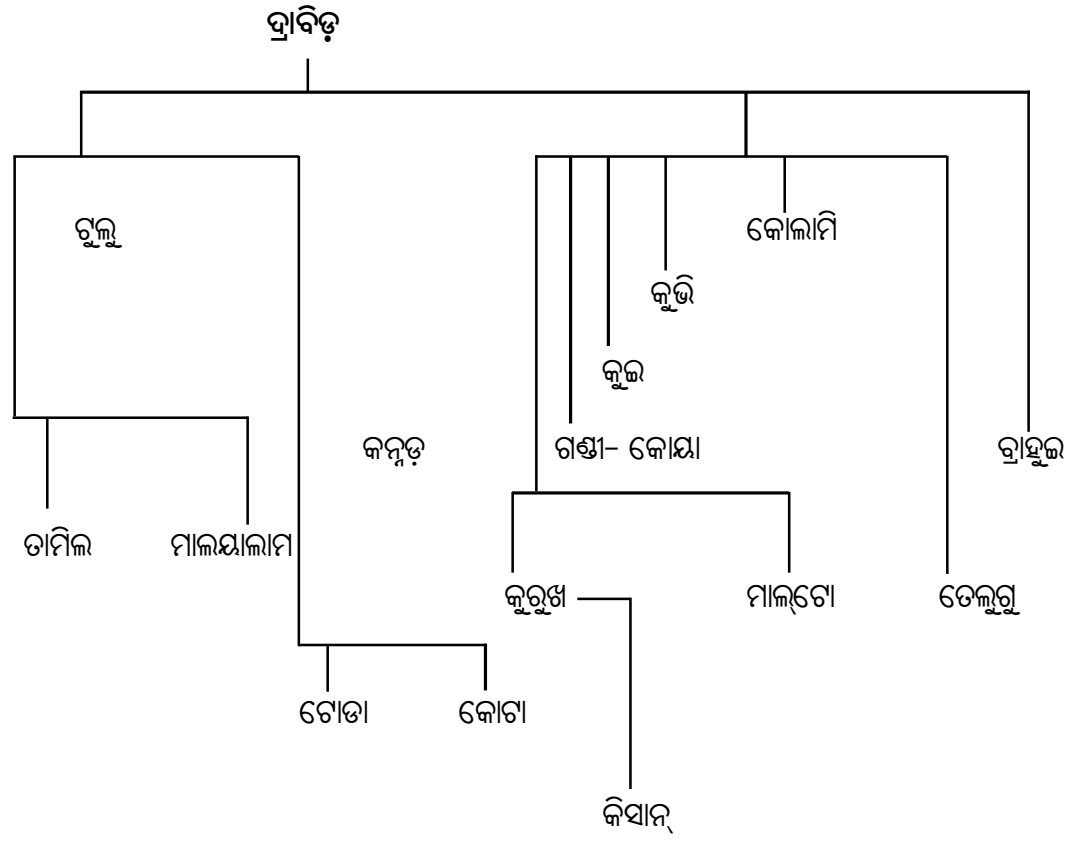 ଦ୍ରାବିଡ଼
ଟୁଲୁ
କୋଲାମି
କୁଭି
କୁଇ
କନ୍ନଡ଼
ଗଣ୍ଡୀ– କୋୟା
ବ୍ରାହୁଇ
ତାମିଲ
ମାଲୟାଲାମ
କୁରୁଖ
ମାଲ୍‌ଟୋ
ତେଲୁଗୁ
ଟୋଡା
କୋଟା
କିସାନ୍